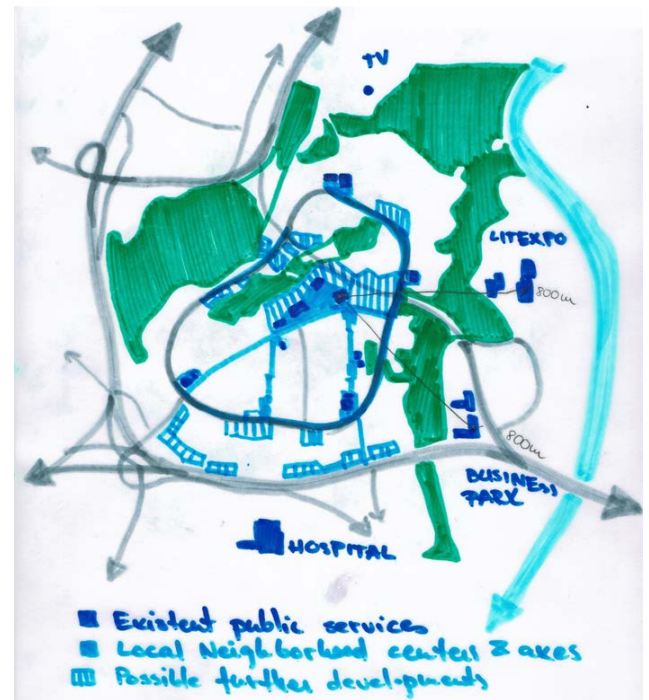 TV
LITEXPO
800m
800m
BUSINESS
PARK
HOSPITAL
Existent public services
Local Neighborhood centers & axes
Possible further developments